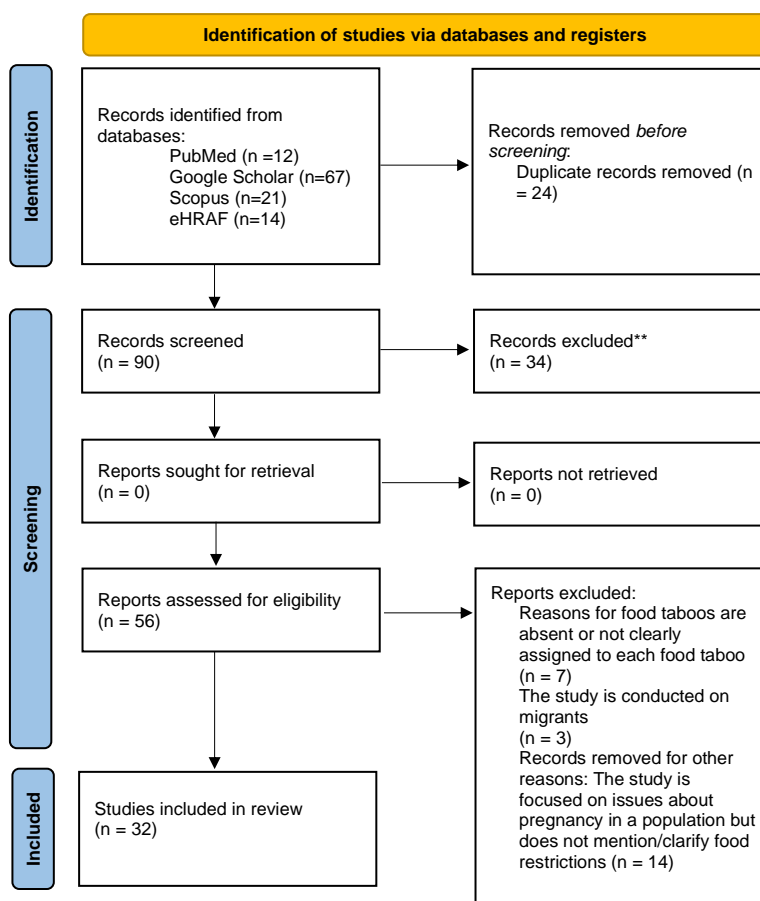 Identification of studies via databases and registers
Identification
Records identified from
databases:
PubMed (n =12)
Google Scholar (n=67)
Scopus (n=21)
eHRAF (n=14)
Records removed before
screening:
Duplicate records removed (n
= 24)
Screening
Records screened
(n = 90)
Records excluded**
(n = 34)
Reports sought for retrieval
(n = 0)
Reports not retrieved
(n = 0)
Reports assessed for eligibility
(n = 56)
Reports excluded:
Reasons for food taboos are
absent or not clearly
assigned to each food taboo
(n = 7)
The study is conducted on
migrants
(n = 3)
Records removed for other
reasons: The study is
focused on issues about
pregnancy in a population but
does not mention/clarify food
restrictions (n = 14)
Included
Studies included in review
(n = 32)